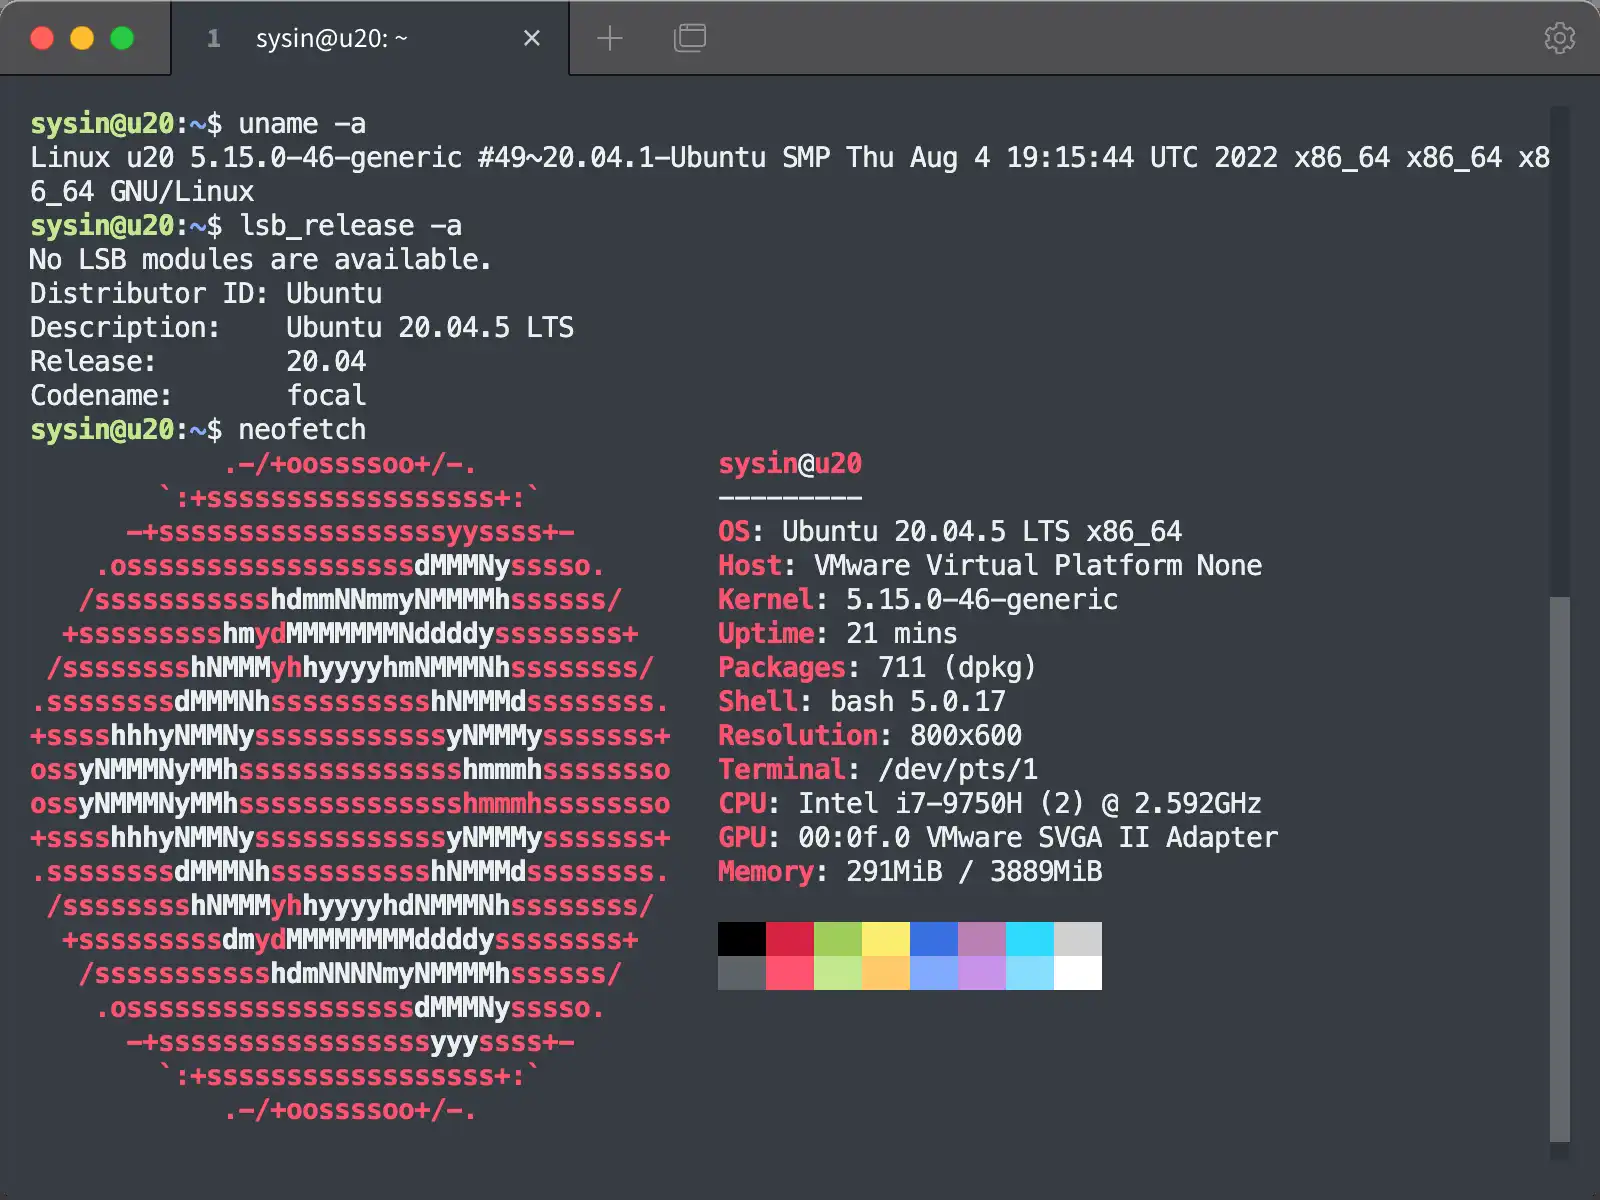 1 sysin@u20: ~
sysin@u20:~$ uname -a
Linux u20 5.15.0-46-generic #49~20.04.1-Ubuntu SMP Thu Aug 4 19:15:44 UTC 2022 x86_64 x86_64 x8
6_64 GNU/Linux
sysin@u20:~$ lsb_release -a
No LSB modules are available.
Distributor ID: Ubuntu
Description:    Ubuntu 20.04.5 LTS
Release:        20.04
Codename:       focal
sysin@u20:~$ neofetch
            .-/+oossssoo+/-.               sysin@u20
        `:+ssssssssssssssssss+:`           ---------
      -+ssssssssssssssssssyyssss+-         OS: Ubuntu 20.04.5 LTS x86_64
    .ossssssssssssssssssdMMMNysssso.       Host: VMware Virtual Platform None
   /ssssssssssshdmmNNmmyNMMMMhssssss/      Kernel: 5.15.0-46-generic
  +ssssssssshmydMMMMMMMNddddyssssssss+     Uptime: 21 mins
 /sssssssshNMMMyhhyyyyhmNMMMNhssssssss/    Packages: 711 (dpkg)
.ssssssssdMMMNhsssssssssshNMMMdssssssss.   Shell: bash 5.0.17
+sssshhhyNMMNyssssssssssssyNMMMysssssss+   Resolution: 800x600
ossyNMMMNyMMhsssssssssssssshmmmhssssssso   Terminal: /dev/pts/1
ossyNMMMNyMMhsssssssssssssshmmmhssssssso   CPU: Intel i7-9750H (2) @ 2.592GHz
+sssshhhyNMMNyssssssssssssyNMMMysssssss+   GPU: 00:0f.0 VMware SVGA II Adapter
.ssssssssdMMMNhsssssssssshNMMMdssssssss.   Memory: 291MiB / 3889MiB
 /sssssssshNMMMyhhyyyyhdNMMMNhssssssss/
  +sssssssssdmydMMMMMMMMddddyssssssss+
   /ssssssssssshdmNNNNmyNMMMMhssssss/
    .ossssssssssssssssssdMMMNysssso.
      -+sssssssssssssssssyyyssss+-
        `:+ssssssssssssssssss+:`
            .-/+oossssoo+/-.